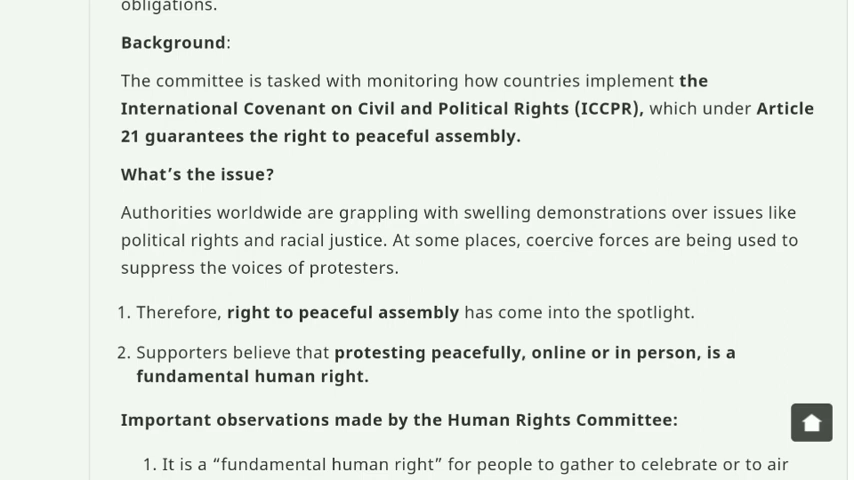 obligations.
Background:
The committee is tasked with monitoring how countries implement the
International Covenant on Civil and Political Rights (ICCPR), which under Article
21 guarantees the right to peaceful assembly.
What’s the issue?
Authorities worldwide are grappling with swelling demonstrations over issues like
political rights and racial justice. At some places, coercive forces are being used to
suppress the voices of protesters.
1. Therefore, right to peaceful assembly has come into the spotlight.
2. Supporters believe that protesting peacefully, online or in person, is a
fundamental human right.
Important observations made by the Human Rights Committee:
1. It is a “fundamental human right” for people to gather to celebrate or to air